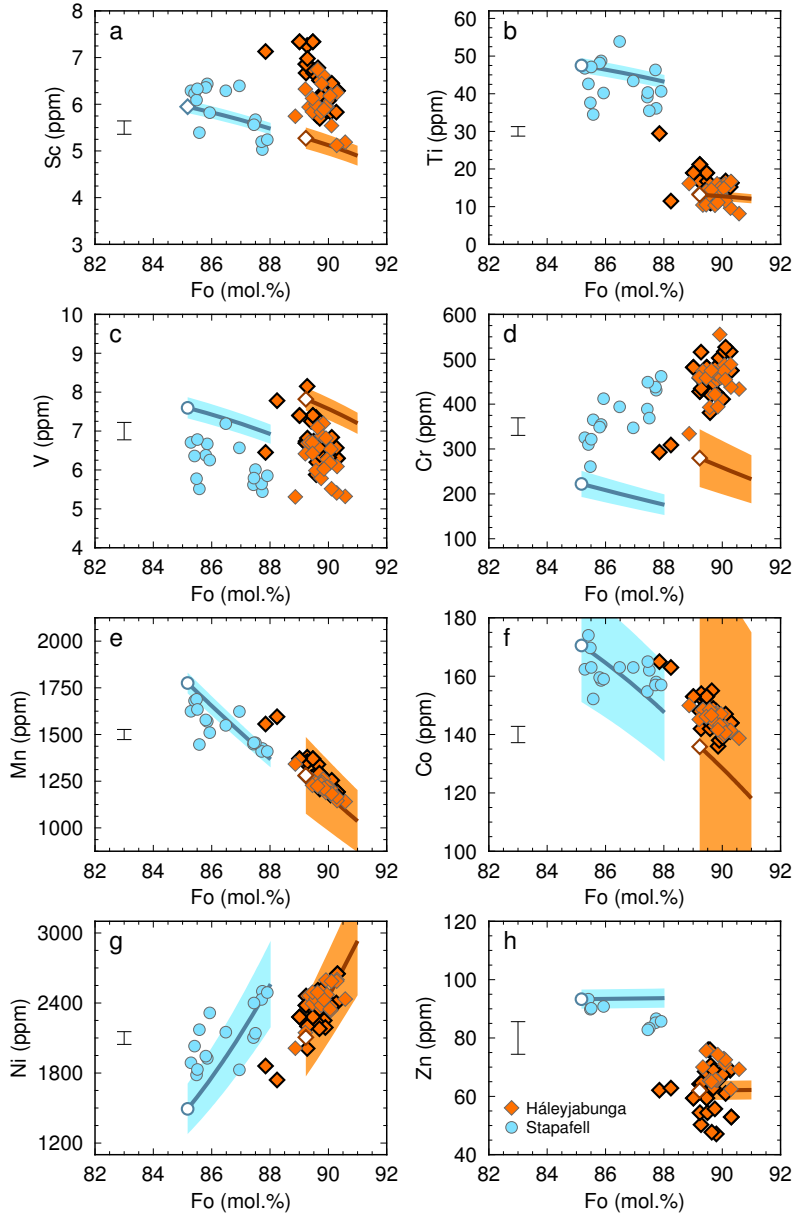 a
8
7
6
5
4
3
Sc (ppm)
82 84 86 88 90 92
Fo (mol.%)
b
60
50
40
30
20
10
0
Ti (ppm)
82 84 86 88 90 92
Fo (mol.%)
c
10
9
8
7
6
5
4
V (ppm)
82 84 86 88 90 92
Fo (mol.%)
d
600
500
400
300
200
100
Cr (ppm)
82 84 86 88 90 92
Fo (mol.%)
e
2000
1750
1500
1250
1000
Mn (ppm)
82 84 86 88 90 92
Fo (mol.%)
f
180
160
140
120
100
Co (ppm)
82 84 86 88 90 92
Fo (mol.%)
g
3000
2400
1800
1200
Ni (ppm)
82 84 86 88 90 92
Fo (mol.%)
h
120
100
80
60
40
Zn (ppm)
Háleyjabunga
Stapafell
82 84 86 88 90 92
Fo (mol.%)